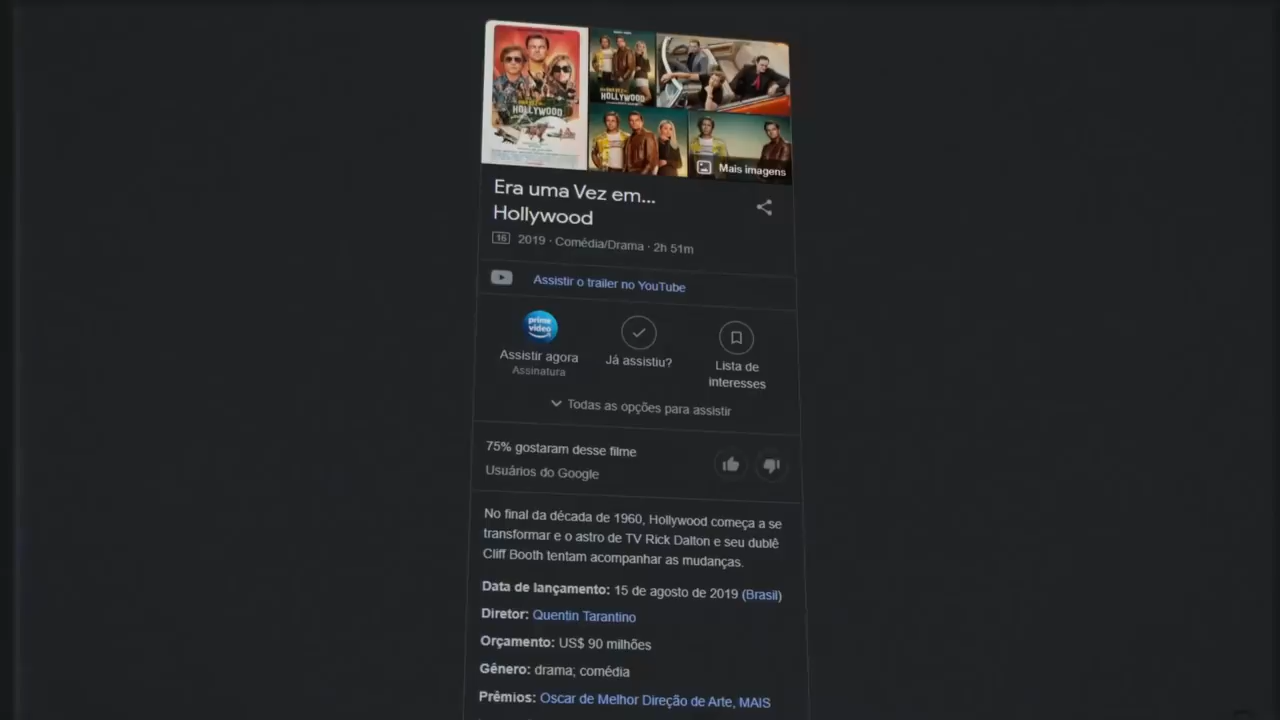 HOLLYWOOD
HOLLYWOOD
Mais imagens
Era uma Vez em...
Hollywood
16 2019 · Comédia/Drama · 2h 51m
Assistir o trailer no YouTube
prime
video
Assistir agora
Assinatura
Já assistiu?
Lista de
interesses
Todas as opções para assistir
75% gostaram desse filme
Usuários do Google
No final da década de 1960, Hollywood começa a se
transformar e o astro de TV Rick Dalton e seu dublê
Cliff Booth tentam acompanhar as mudanças.
Data de lançamento: 15 de agosto de 2019 (Brasil)
Diretor: Quentin Tarantino
Orçamento: US$ 90 milhões
Gênero: drama; comédia
Prêmios: Oscar de Melhor Direção de Arte, MAIS